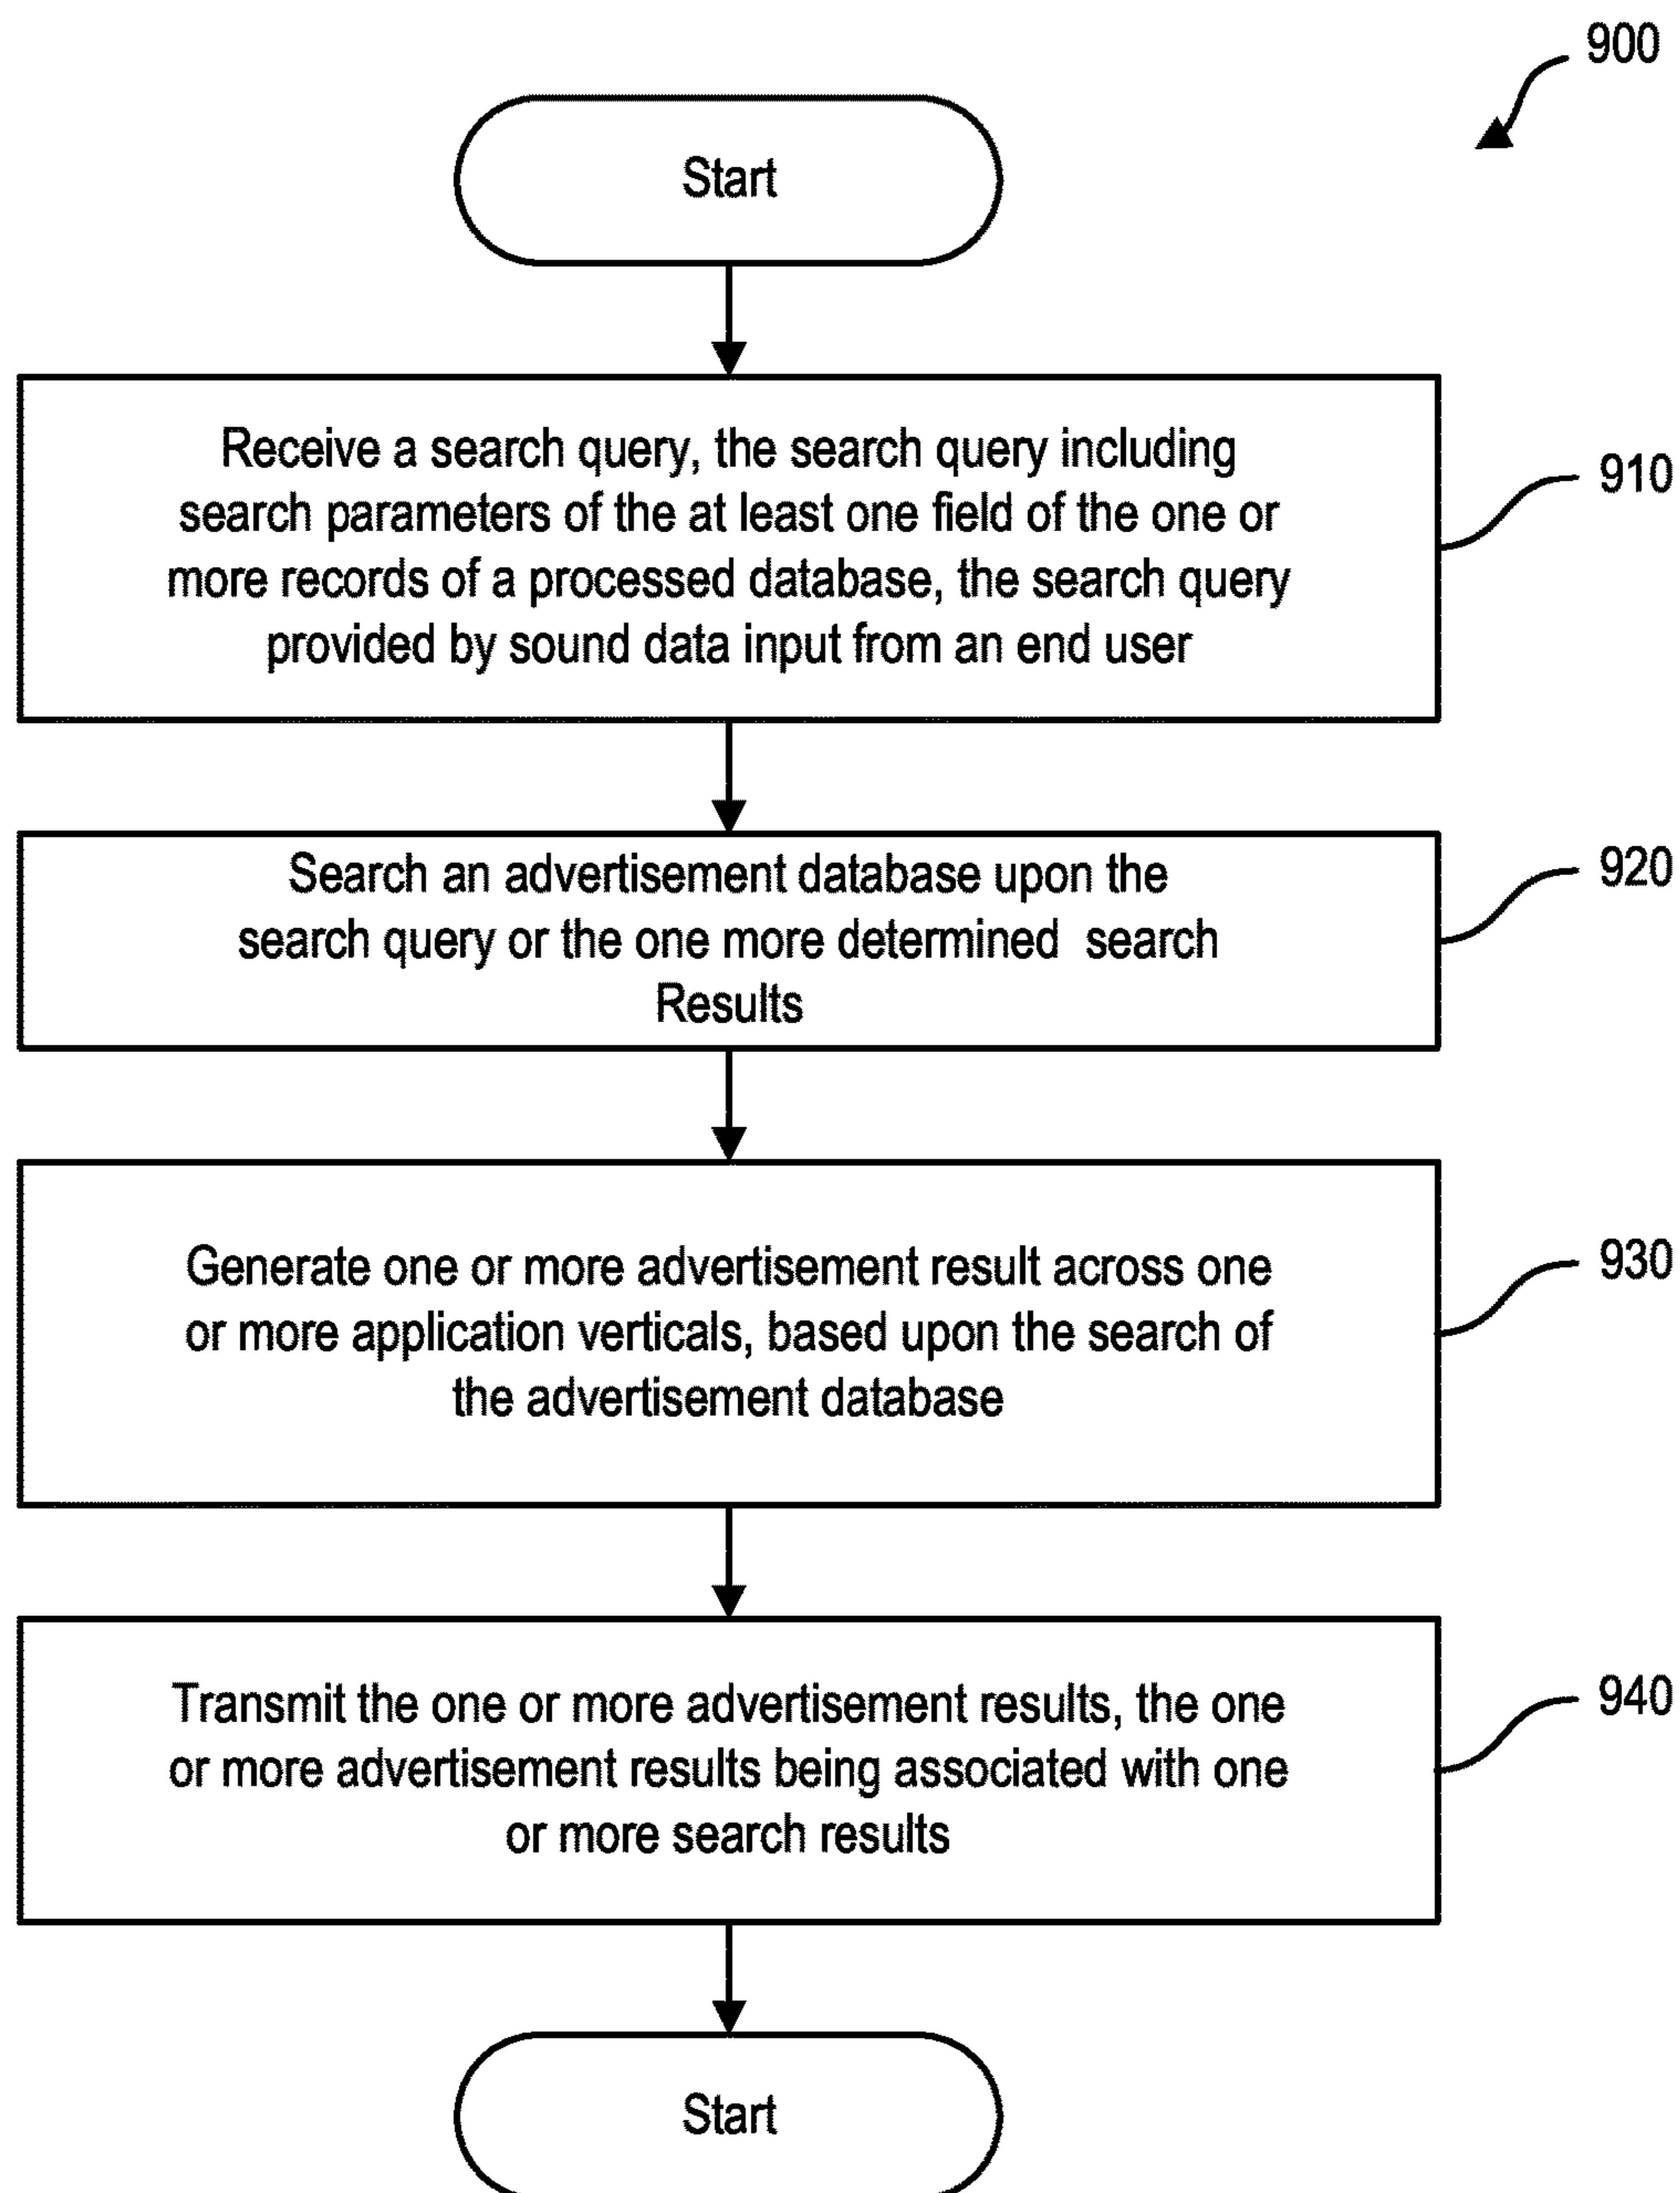 900
Start
Receive a search query, the search query including
search parameters of the at least one field of the one or
more records of a processed database, the search query
provided by sound data input from an end user
910
Search an advertisement database upon the
search query or the one more determined search
Results
920
Generate one or more advertisement result across one
or more application verticals, based upon the search of
the advertisement database
930
Transmit the one or more advertisement results, the one
or more advertisement results being associated with one
or more search results
940
Start